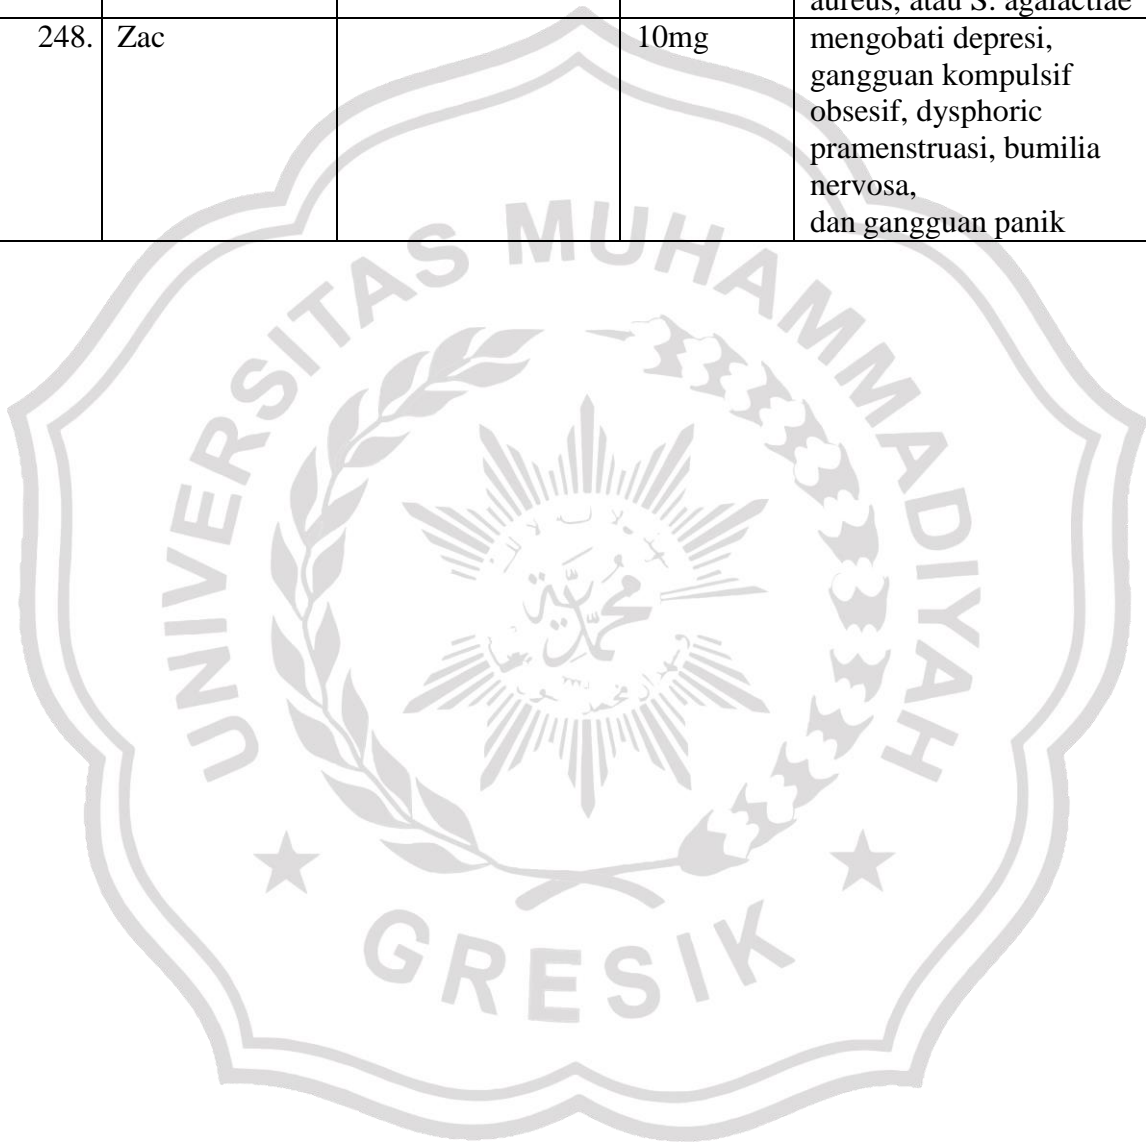 aureus, atau S. agalactiae
248. Zac 10mg mengobati depresi,
gangguan kompulsif
obsesif, dysphoric
pramenstruasi, bumilia
nervosa,
dan gangguan panik
UNIVERSITAS MUHAMMADIYAH
محمدية
GRESIK